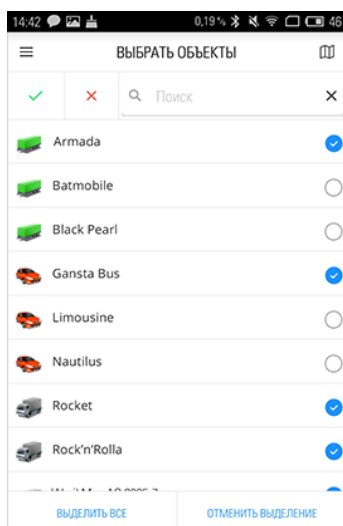 14:42 0,19 % 46
ВЫБРАТЬ ОБЪЕКТЫ
Поиск
Armada
Batmobile
Black Pearl
Gansta Bus
Limousine
Nautilus
Rocket
Rock'n'Rolla
ВЫДЕЛИТЬ ВСЕ ОТМЕНИТЬ ВЫДЕЛЕНИЕ